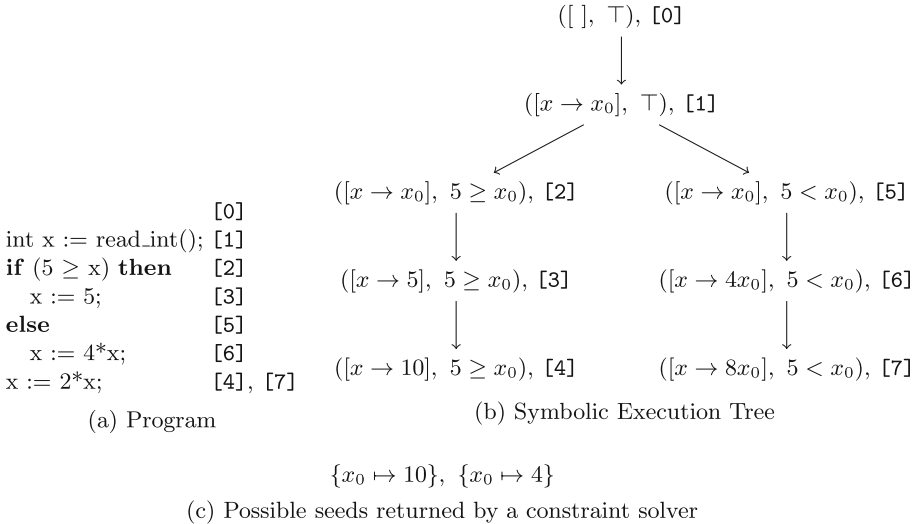 ([ ], ⊤), [0]
([x → x₀], ⊤), [1]
([x → x₀], 5 ≥ x₀), [2]
([x → x₀], 5 < x₀), [5]
([x → 5], 5 ≥ x₀), [3]
([x → 4x₀], 5 < x₀), [6]
([x → 10], 5 ≥ x₀), [4]
([x → 8x₀], 5 < x₀), [7]
(b) Symbolic Execution Tree
[0]
int x := read_int(); [1]
if (5 ≥ x) then [2]
x := 5; [3]
else [5]
x := 4*x; [6]
x := 2*x; [4], [7]
(a) Program
{x₀ ↦ 10}, {x₀ ↦ 4}
(c) Possible seeds returned by a constraint solver